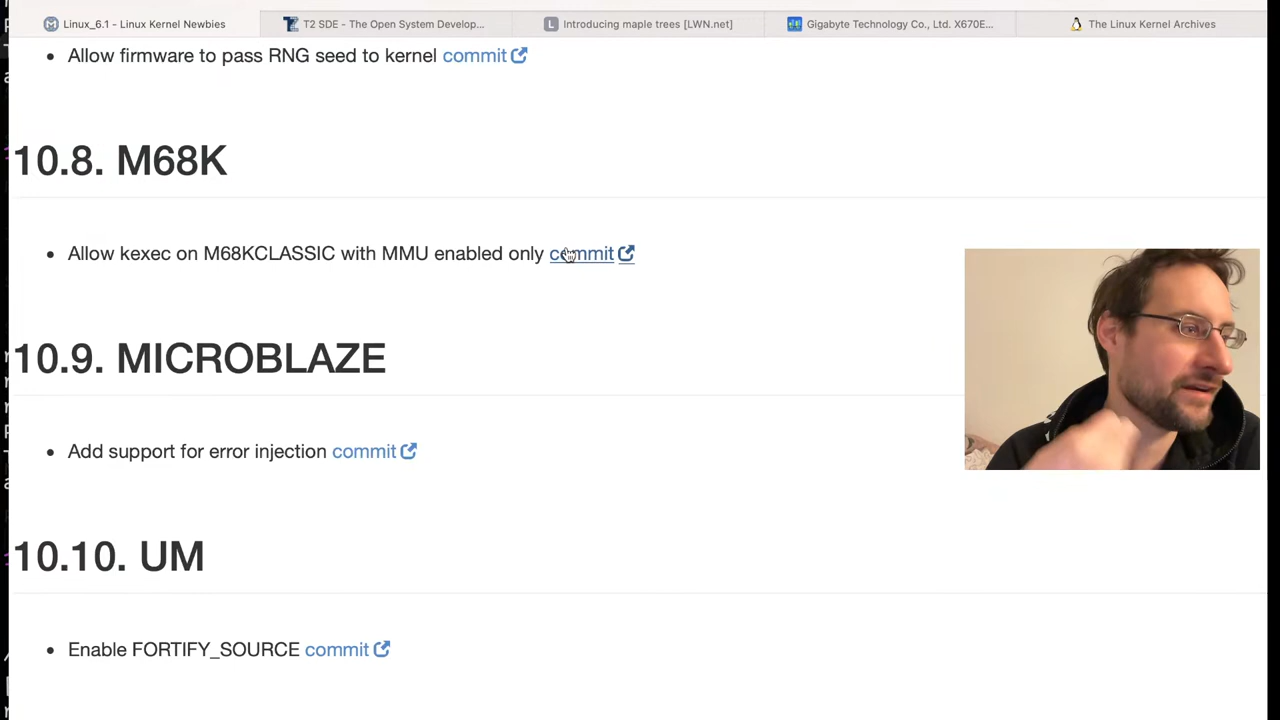 Linux_6.1 - Linux Kernel Newbies
T2 SDE - The Open System Develop...
Introducing maple trees [LWN.net]
Gigabyte Technology Co., Ltd. X670E...
The Linux Kernel Archives
• Allow firmware to pass RNG seed to kernel commit
10.8. M68K
• Allow kexec on M68KCLASSIC with MMU enabled only commit
10.9. MICROBLAZE
• Add support for error injection commit
10.10. UM
• Enable FORTIFY_SOURCE commit